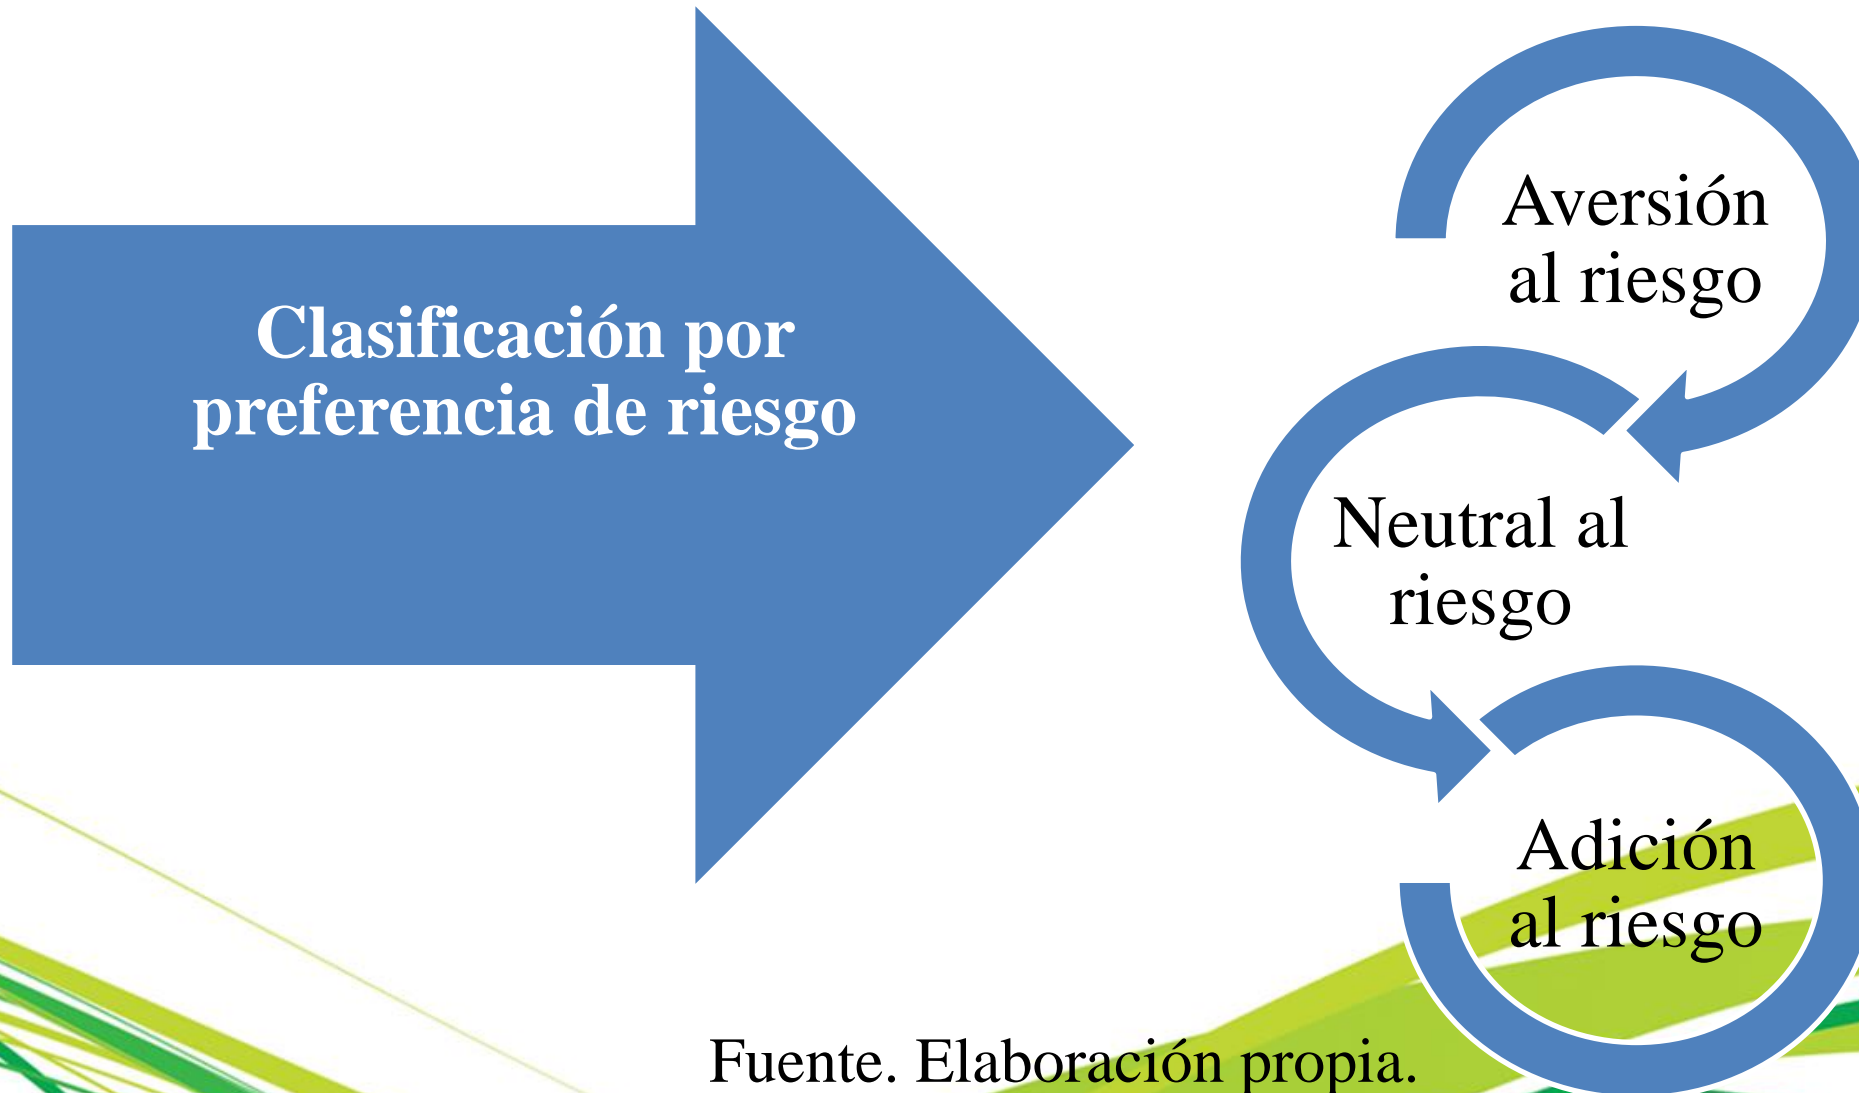 Clasificación por
preferencia de riesgo
Aversión
al riesgo
Neutral al
riesgo
Adición
al riesgo
Fuente. Elaboración propia.